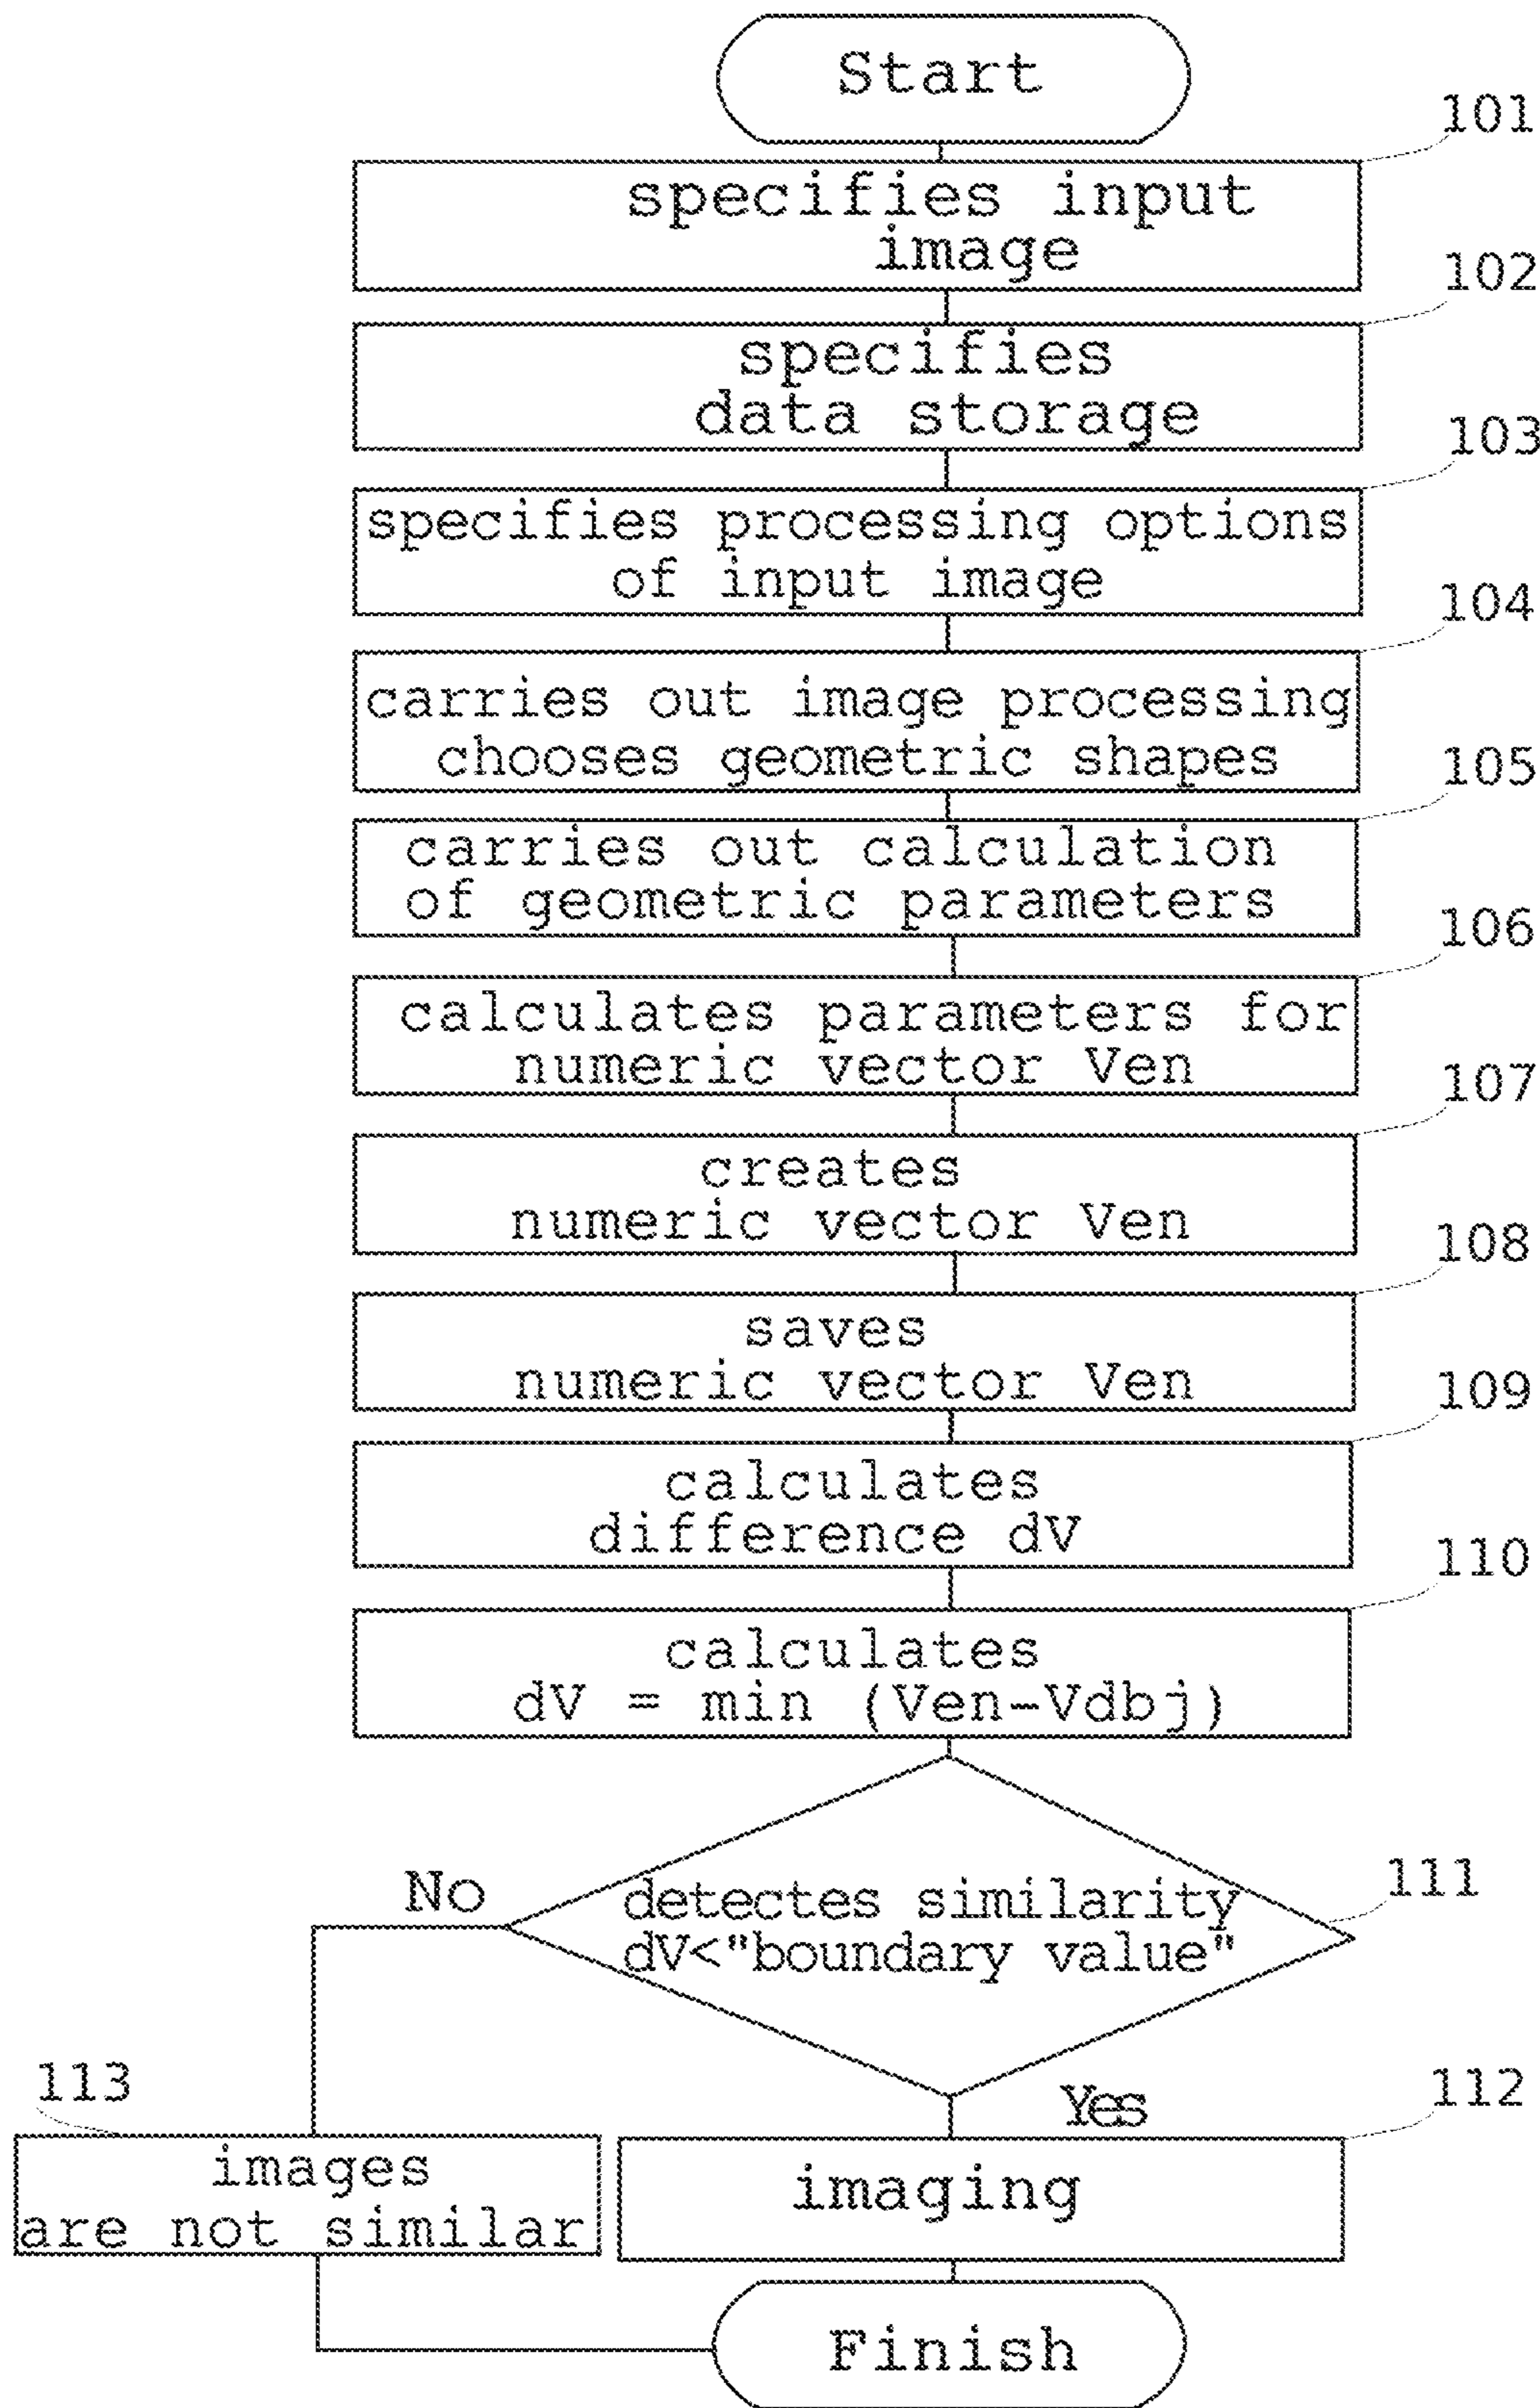 Start
101
specifies input
image
102
specifies
data storage
103
specifies processing options
of input image
104
carries out image processing
chooses geometric shapes
105
carries out calculation
of geometric parameters
106
calculates parameters for
numeric vector Ven
107
creates
numeric vector Ven
108
saves
numeric vector Ven
109
calculates
difference dV
110
calculates
dV = min (Ven-Vdbj)
111
detectes similarity
dV<"boundary value"
No
Yes
113
images
are not similar
112
imaging
Finish